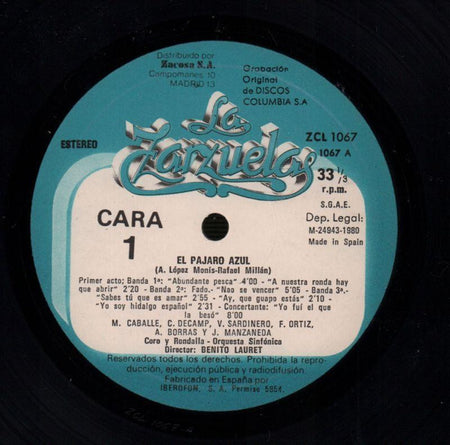 Distribuido por
Zacosa S.A.
Campomanes, 10
MADRID 13
Grabación
Original
de DISCOS
COLUMBIA S.A
La
Zarzuela
ESTEREO
ZCL 1067
1067 A
33 1/3
r.p.m.
S.G.A.E.
Dep. Legal:
M-24943-1980
Made in Spain
CARA
1
EL PAJARO AZUL
(A. López Monis-Rafael Millán)
Primer acto; Banda 1ª: "Abundante pesca" 4'00 - "A nuestra ronda hay
que abrir" 2'20 - Banda 2ª: Fado.- "Nao se vencer" 5'05 - Banda 3ª.-
"Sabes tú que es amar" 2'55 - "Ay, que guapo estás" 2'10 -
"Yo soy hidalgo español" 2'31 - Concertante: "Yo fuí el que
la besó" 8'00
M. CABALLE, C. DECAMP, V. SARDINERO, F. ORTIZ,
A. BORRAS Y J. MANZANEDA
Coro y Rondalla - Orquesta Sinfónica
Director: BENITO LAURET
Reservados todos los derechos. Prohibida la repro-
ducción, ejecución pública y radiodifusión.
Fabricado en España por
IBEROFON, S. A. Permiso 5854.